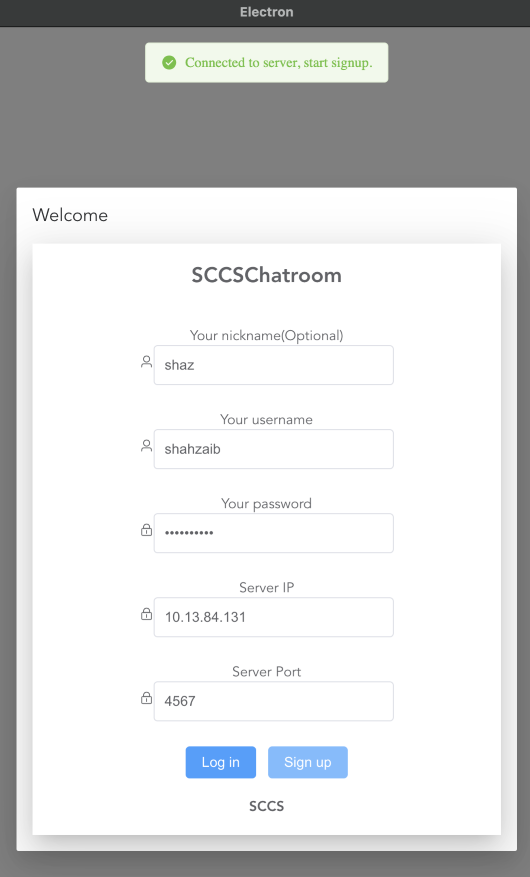 Electron
Connected to server, start signup.
Welcome
SCCSChatroom
Your nickname(Optional)
shaz
Your username
shahzaib
Your password
••••••••••
Server IP
10.13.84.131
Server Port
4567
Log in Sign up
SCCS